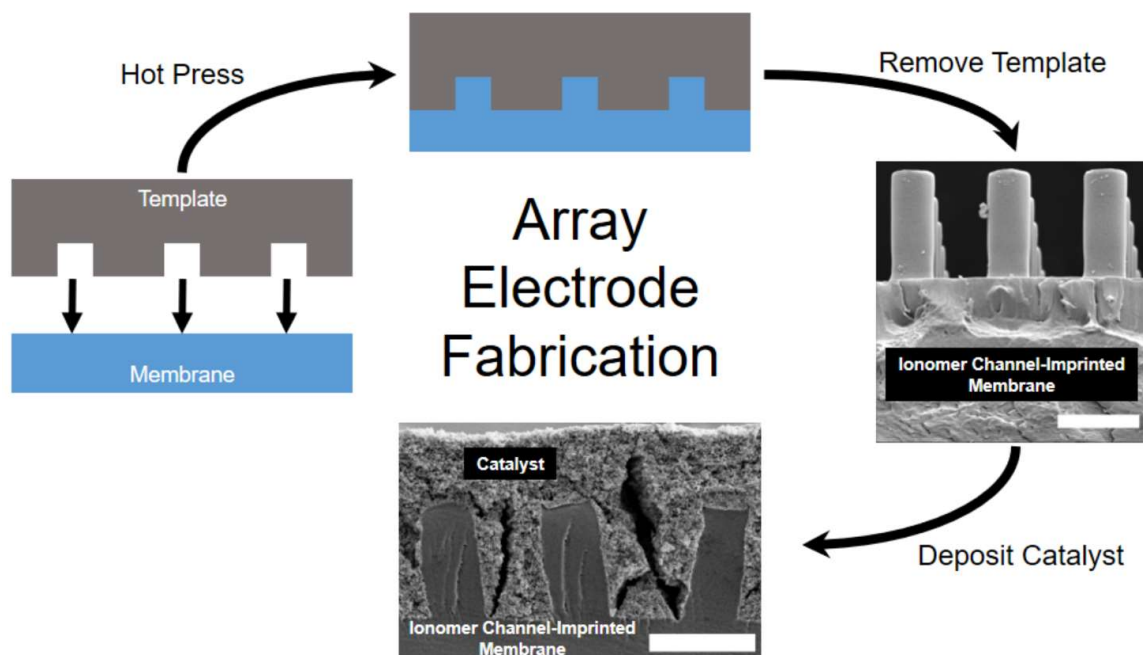 Hot Press
Remove Template
Template
Membrane
Array
Electrode
Fabrication
Ionomer Channel-Imprinted
Membrane
Catalyst
Ionomer Channel-Imprinted
Membrane
Deposit Catalyst